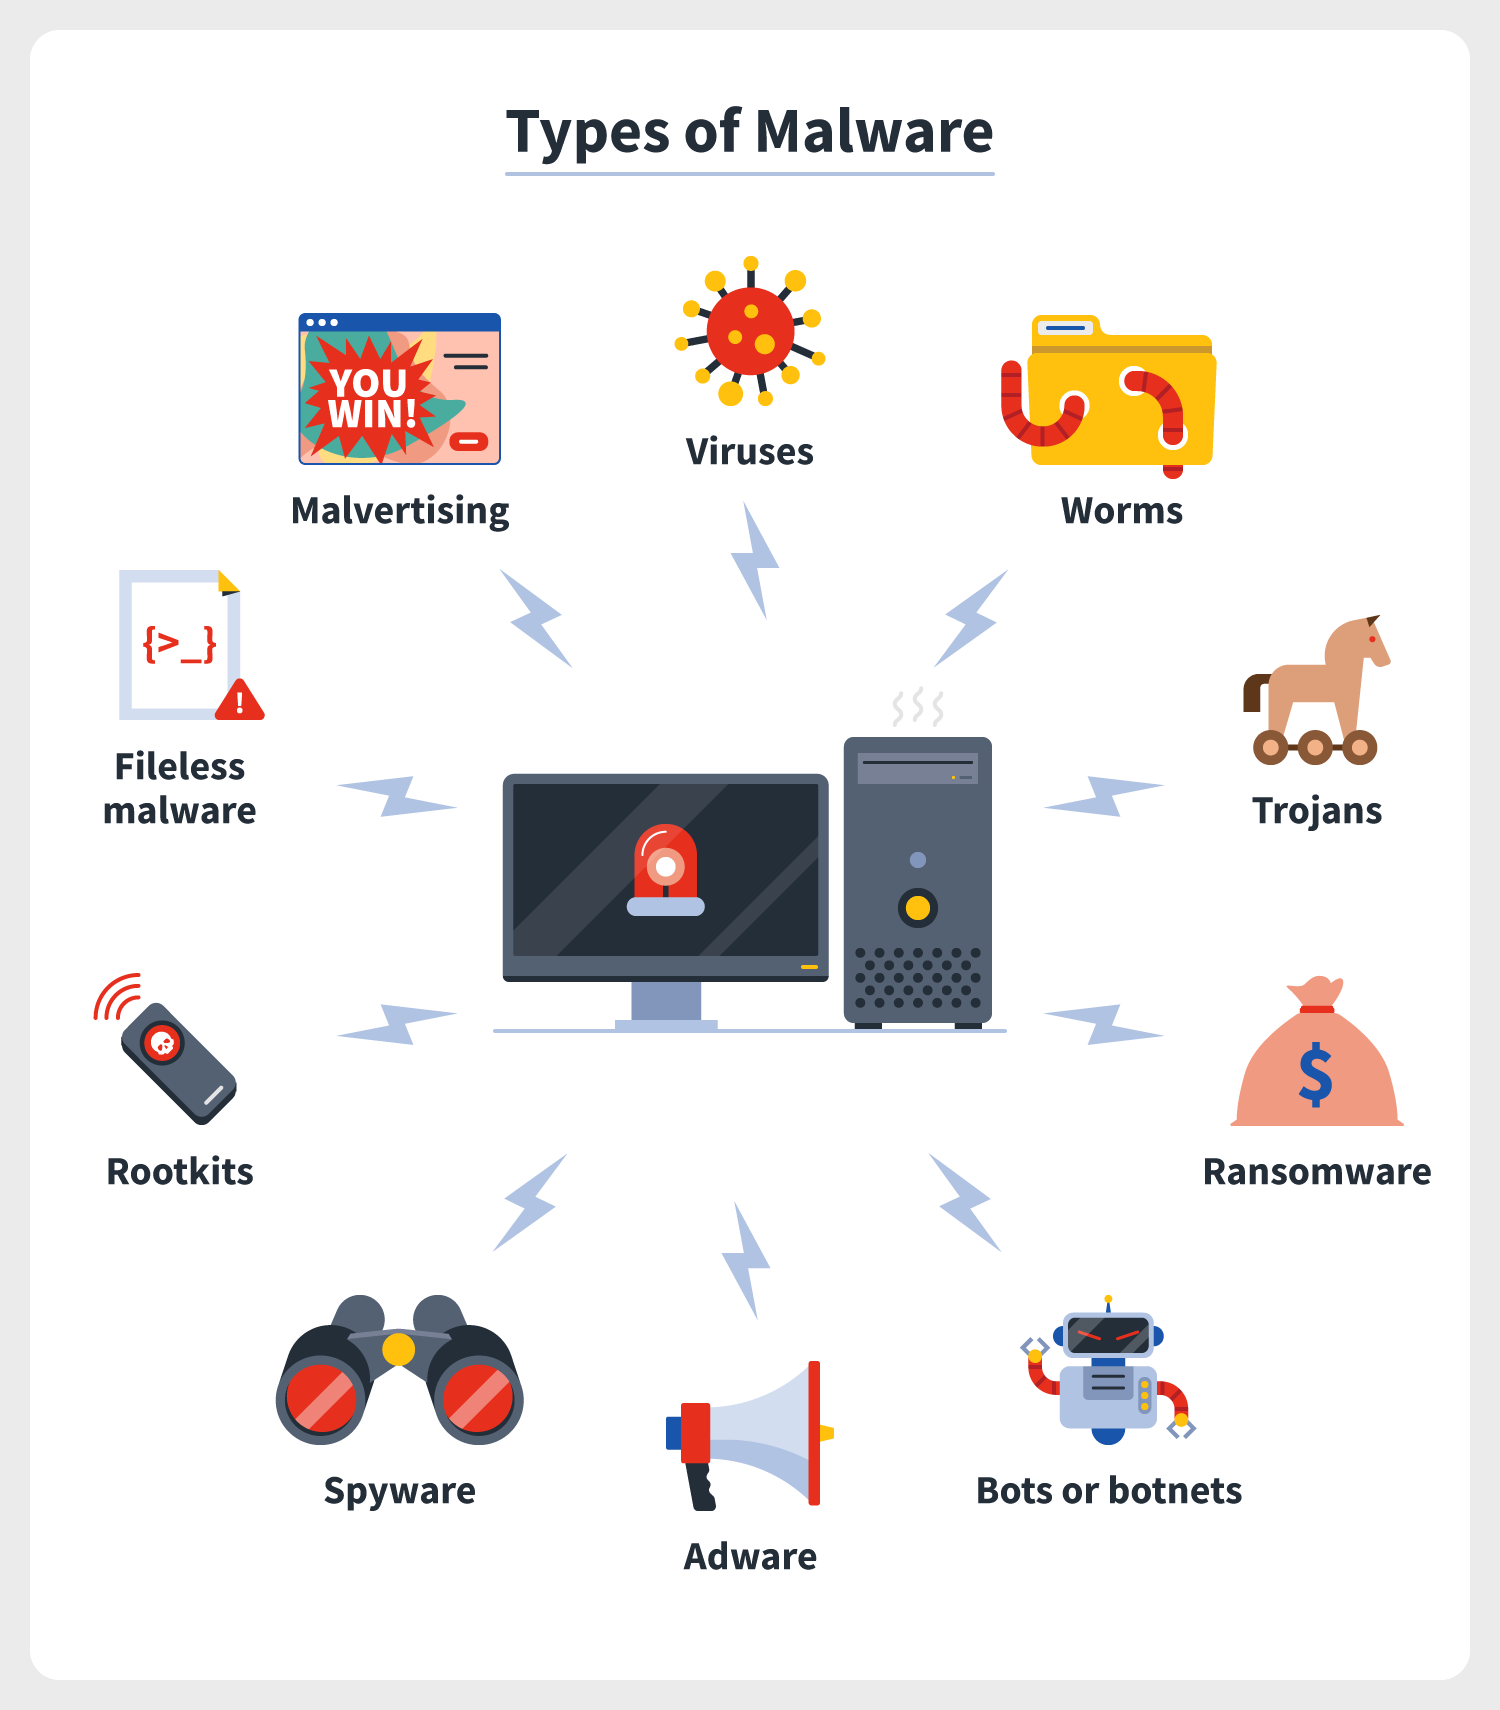 Types of Malware
YOU
WIN!
Malvertising
Viruses
Worms
{>_}
!
Fileless
malware
Trojans
Rootkits
$
Ransomware
Spyware
Adware
Bots or botnets